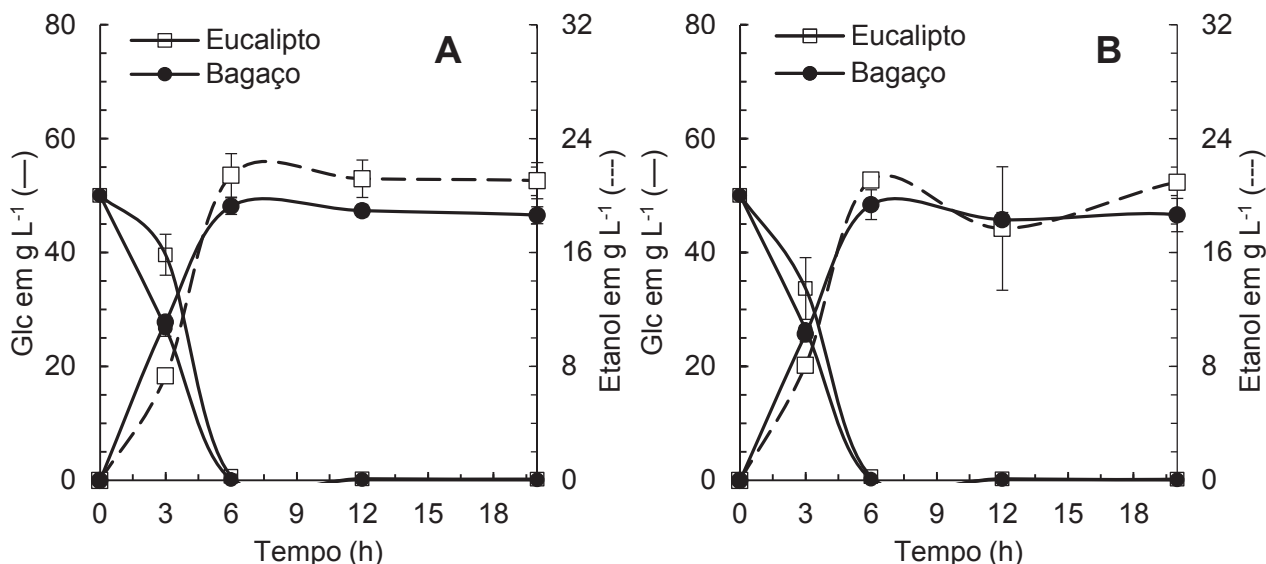 80
60
40
20
0
Glc em g L⁻¹ (—)
Eucalipto
Bagaço
A
32
24
16
8
0
Etanol em g L⁻¹ (---)
0 3 6 9 12 15 18
Tempo (h)
80
60
40
20
0
Glc em g L⁻¹ (—)
Eucalipto
Bagaço
B
32
24
16
8
0
Etanol em g L⁻¹ (---)
0 3 6 9 12 15 18
Tempo (h)